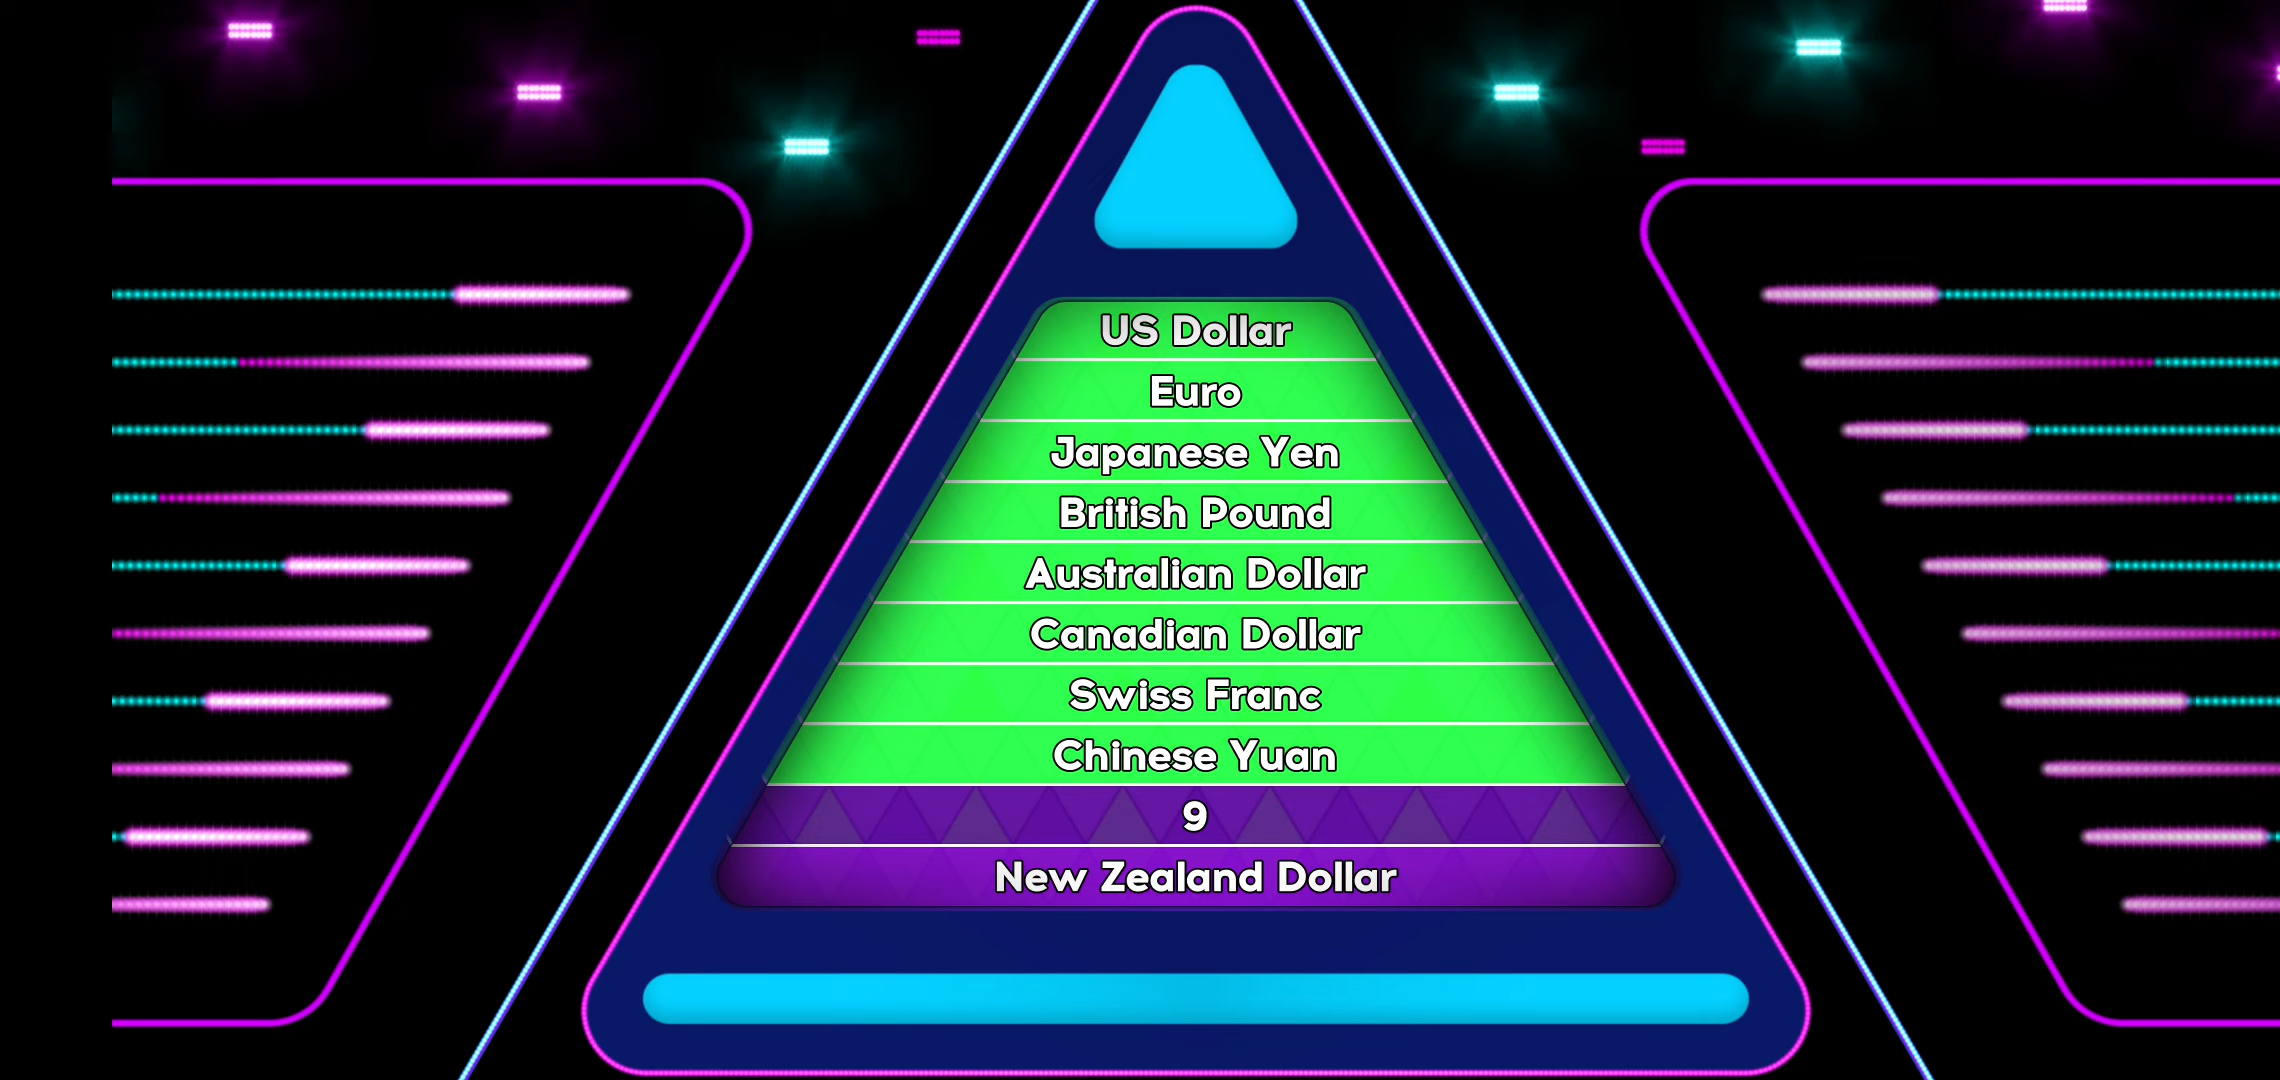 US Dollar
Euro
Japanese Yen
British Pound
Australian Dollar
Canadian Dollar
Swiss Franc
Chinese Yuan
9
New Zealand Dollar